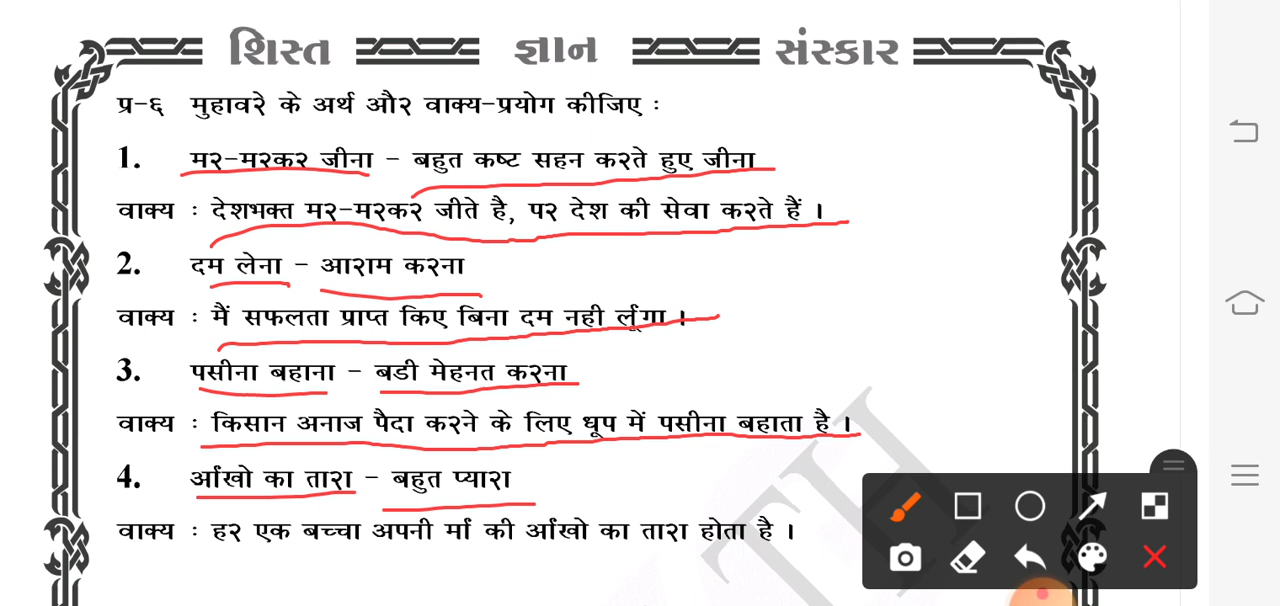 શિસ્ત જ્ઞાન સંસ્કાર
प्र-६ मुहावरे के अर्थ और वाक्य-प्रयोग कीजिए :
1. मर-मरकर जीना - बहुत कष्ट सहन करते हुए जीना
वाक्य : देशभक्त मर-मरकर जीते है, पर देश की सेवा करते हैं ।
2. दम लेना - आराम करना
वाक्य : मैं सफलता प्राप्त किए बिना दम नही लूँगा ।
3. पसीना बहाना - बडी मेहनत करना
वाक्य : किसान अनाज पैदा करने के लिए धूप में पसीना बहाता है ।
4. आँखो का तारा - बहुत प्यारा
वाक्य : हर एक बच्चा अपनी माँ की आँखो का तारा होता है ।